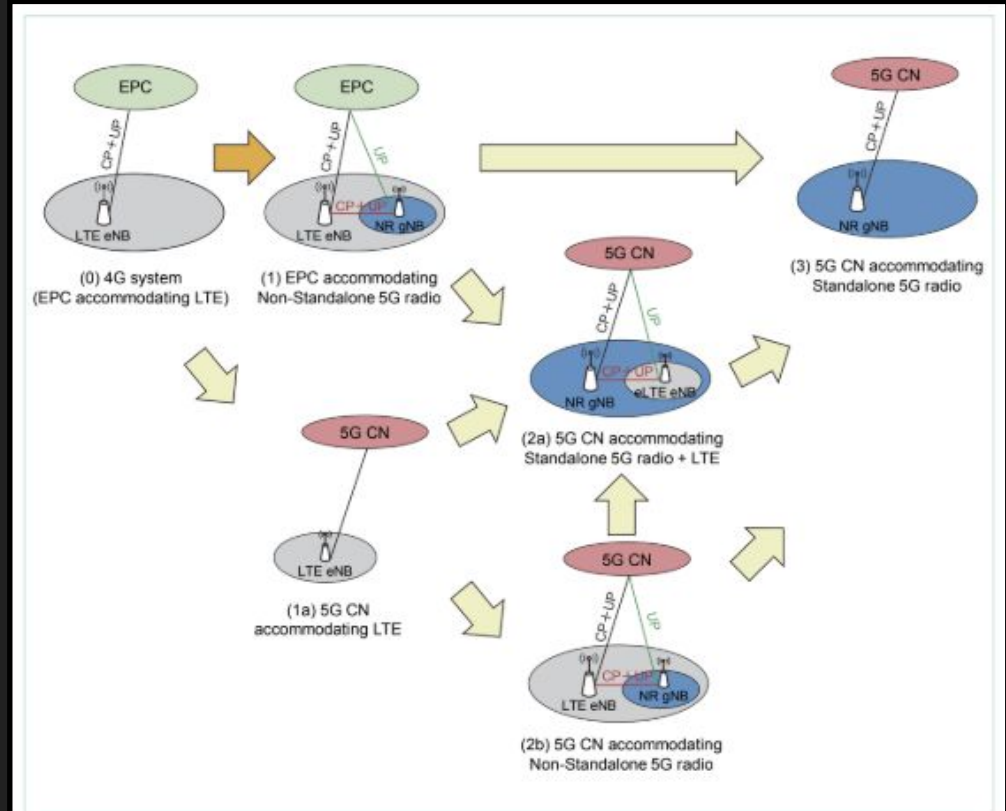 EPC
CP+UP
LTE eNB
(0) 4G system
(EPC accommodating LTE)
EPC
CP+UP
UP
CP+UP
LTE eNB
NR gNB
(1) EPC accommodating
Non-Standalone 5G radio
5G CN
CP+UP
NR gNB
(3) 5G CN accommodating
Standalone 5G radio
5G CN
CP+UP
UP
CP+UP
NR gNB
eLTE eNB
(2a) 5G CN accommodating
Standalone 5G radio + LTE
5G CN
LTE eNB
(1a) 5G CN
accommodating LTE
5G CN
CP+UP
UP
CP+UP
LTE eNB
NR gNB
(2b) 5G CN accommodating
Non-Standalone 5G radio